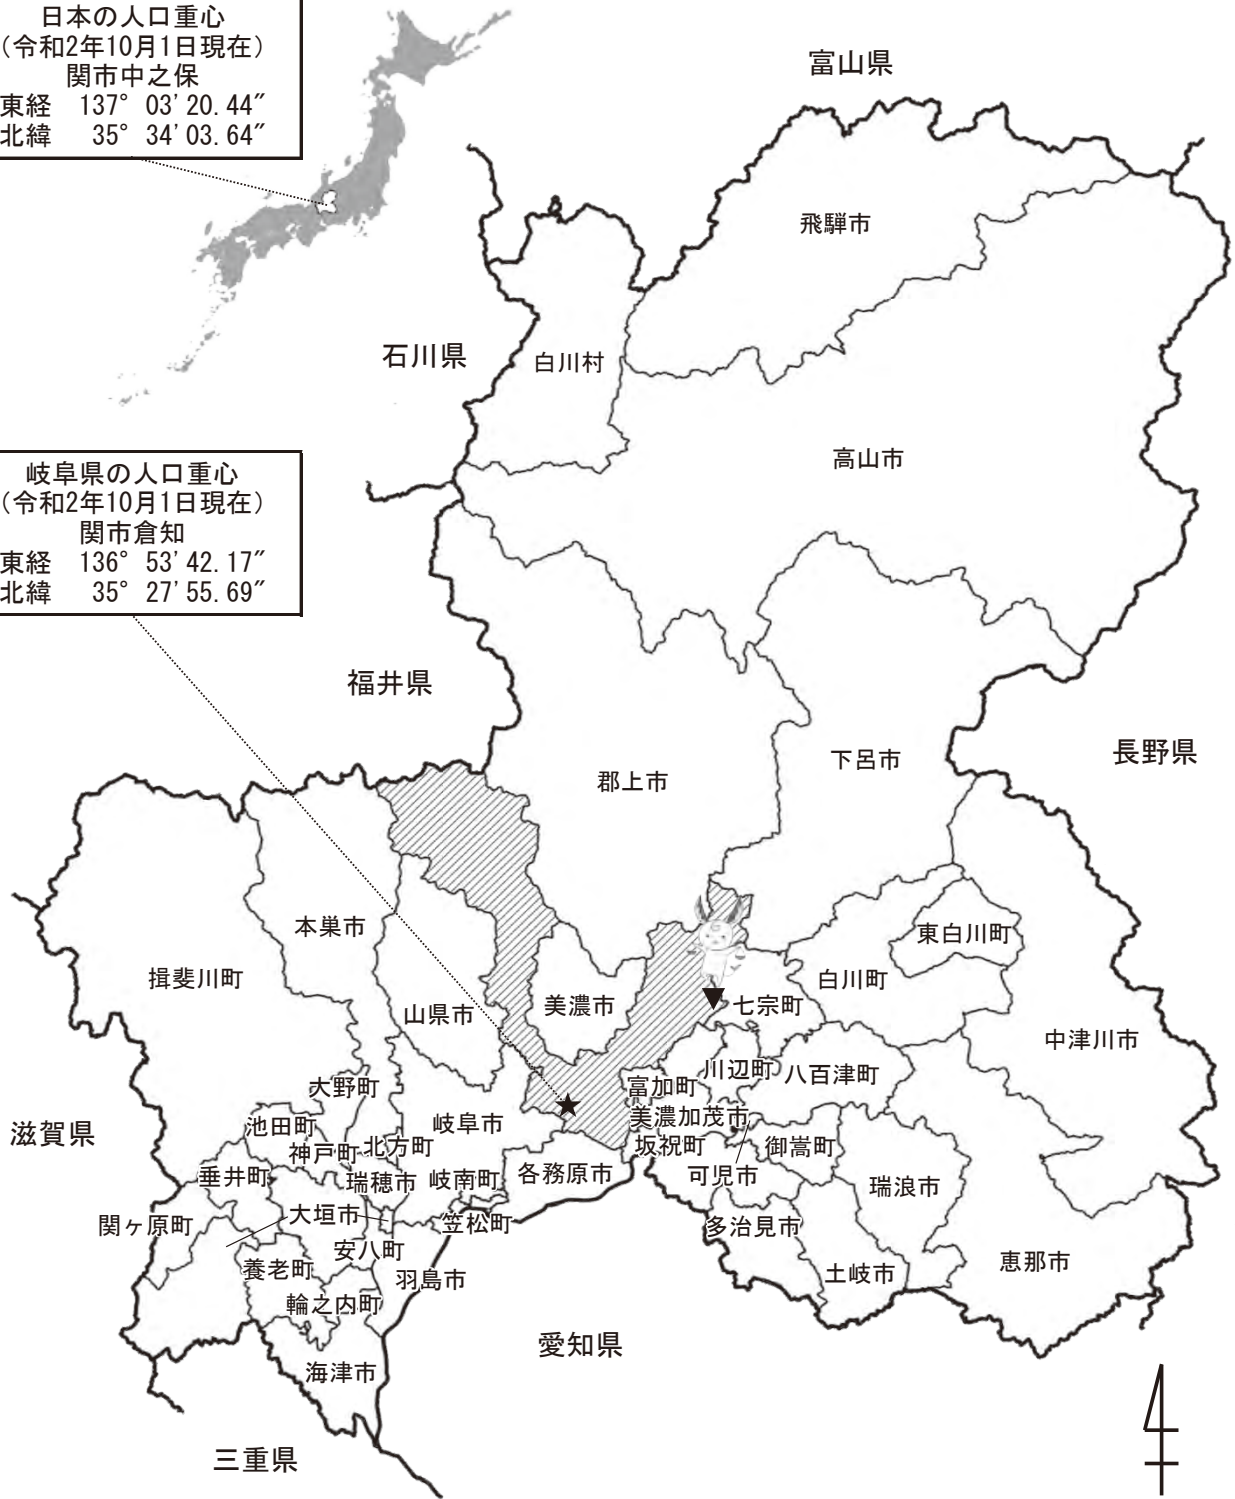 日本の人口重心
（令和2年10月1日現在）
関市中之保
東経 137° 03′20.44″
北緯 35° 34′03.64″
岐阜県の人口重心
（令和2年10月1日現在）
関市倉知
東経 136° 53′42.17″
北緯 35° 27′55.69″
富山県
飛騨市
石川県
白川村
高山市
福井県
長野県
下呂市
郡上市
本巣市
東白川町
揖斐川町
白川町
美濃市
七宗町
山県市
中津川市
川辺町
八百津町
大野町
富加町
美濃加茂市
池田町
岐阜市
滋賀県
神戸町
北方町
坂祝町
御嵩町
垂井町
瑞穂市
岐南町
各務原市
可児市
瑞浪市
関ヶ原町
大垣市
笠松町
多治見市
安八町
養老町
羽島市
恵那市
土岐市
輪之内町
愛知県
海津市
三重県